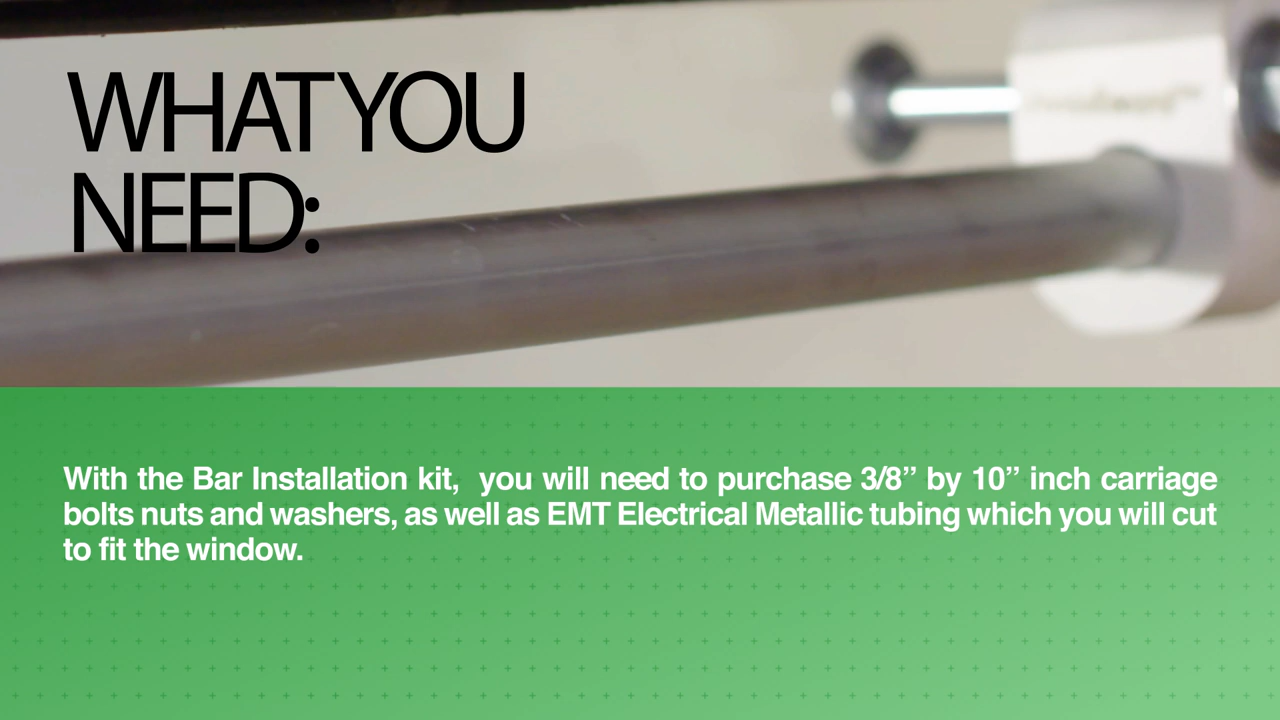 WHAT YOU
NEED:
With the Bar Installation kit,  you will need to purchase 3/8” by 10” inch carriage
bolts nuts and washers, as well as EMT Electrical Metallic tubing which you will cut
to fit the window.